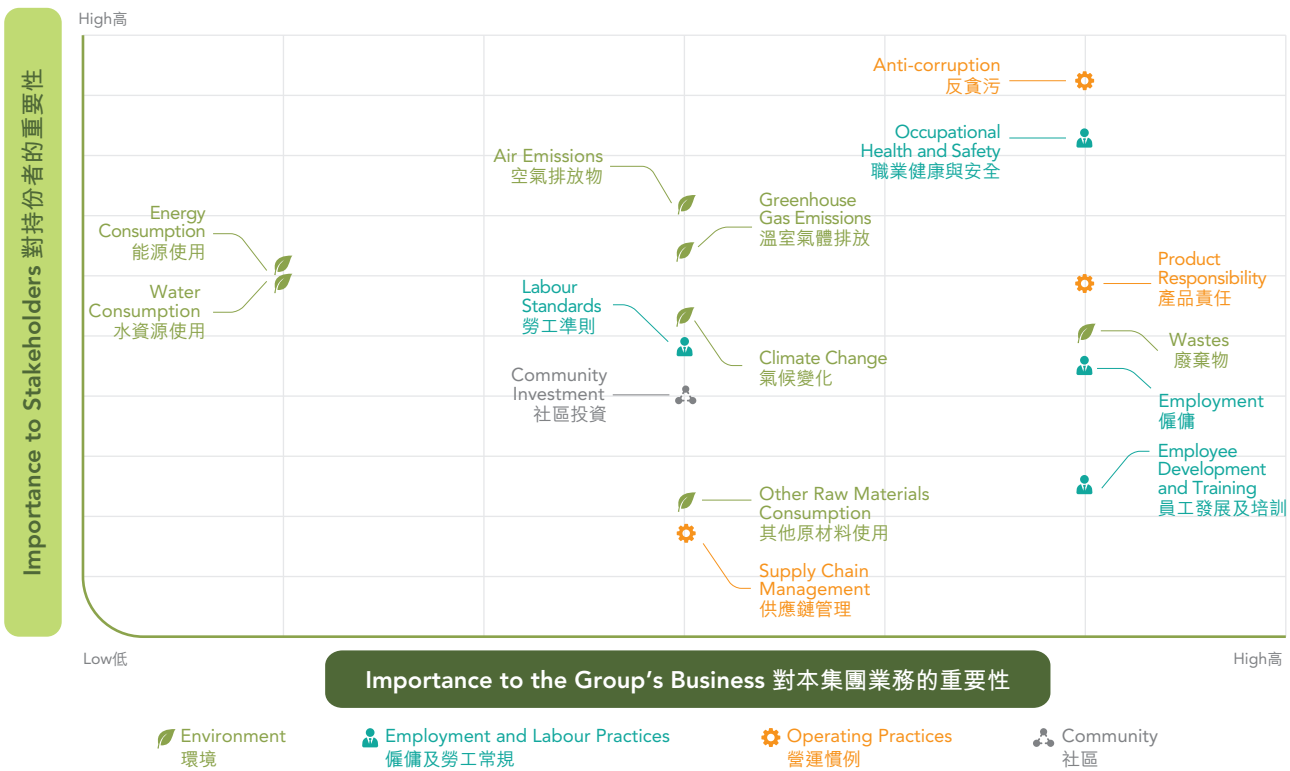 High高
Importance to Stakeholders 對持份者的重要性
Anti-corruption
反貪污
Occupational
Health and Safety
職業健康與安全
Air Emissions
空氣排放物
Greenhouse
Gas Emissions
溫室氣體排放
Energy
Consumption
能源使用
Water
Consumption
水資源使用
Labour
Standards
勞工準則
Product
Responsibility
產品責任
Wastes
廢棄物
Climate Change
氣候變化
Community
Investment
社區投資
Employment
僱傭
Employee
Development
and Training
員工發展及培訓
Other Raw Materials
Consumption
其他原材料使用
Supply Chain
Management
供應鏈管理
Low低
High高
Importance to the Group's Business 對本集團業務的重要性
Environment
環境
Employment and Labour Practices
僱傭及勞工常規
Operating Practices
營運慣例
Community
社區